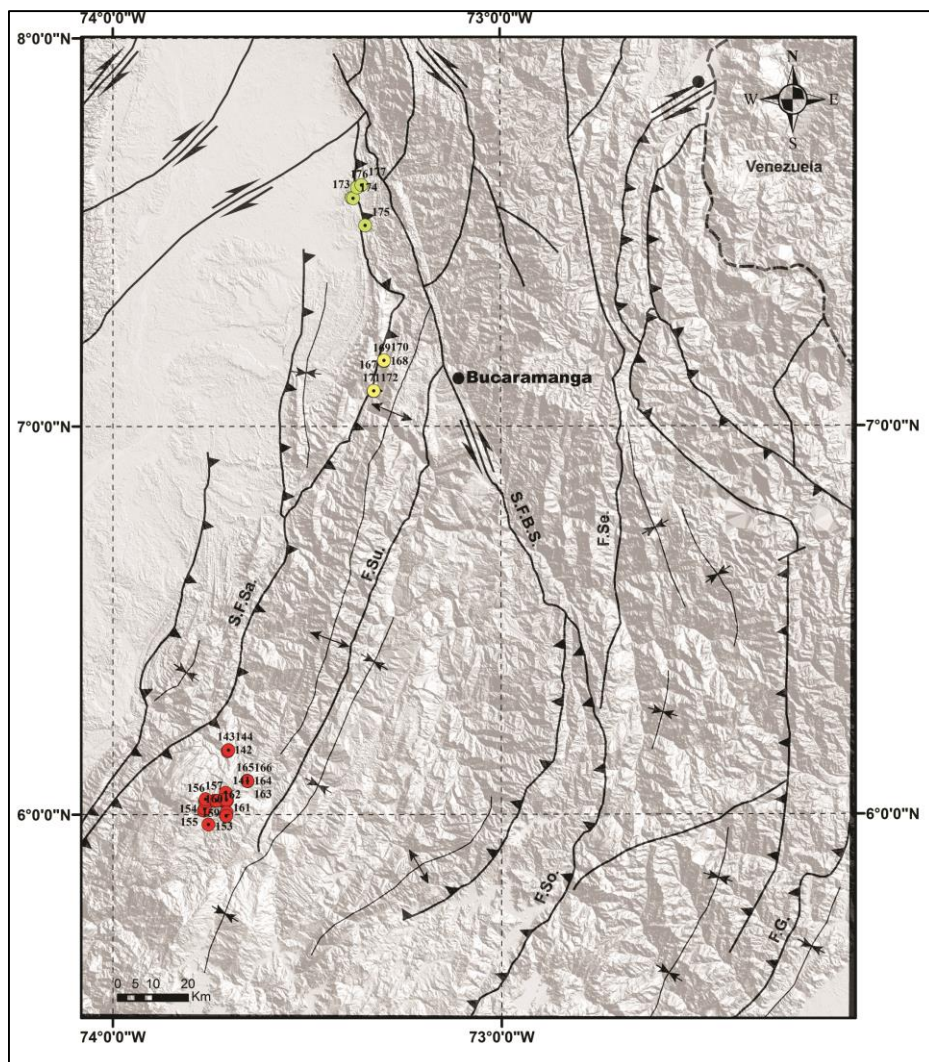 74°0'0"W
73°0'0"W
8°0'0"N
N
W E
S
Venezuela
176 177
173 174
175
169 170
167 168
171 172
Bucaramanga
7°0'0"N
7°0'0"N
S.F.B.S.
F.Se.
F.Su.
S.F.Sa.
143 144
142
165 166
164
163
156 157
162
160
154
161
155 153
6°0'0"N
6°0'0"N
F.So.
F.G.
0 5 10 20
Km
74°0'0"W
73°0'0"W